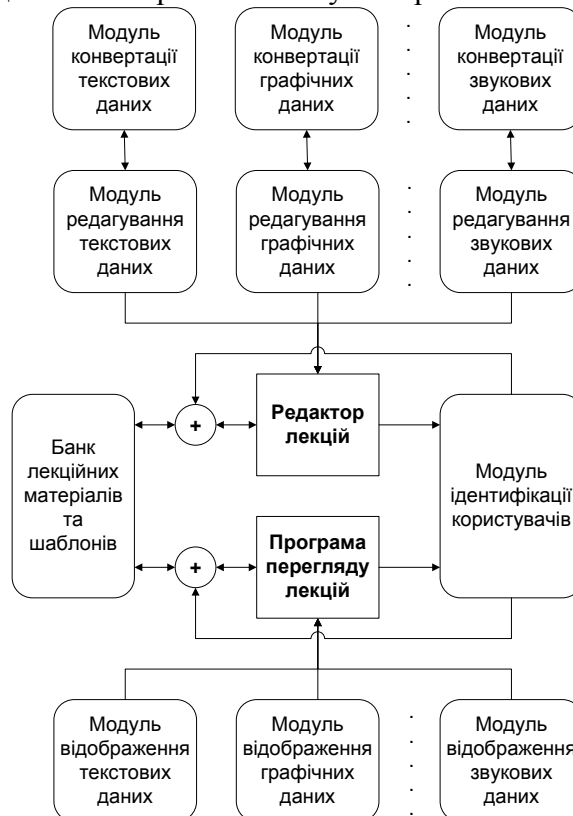 Модуль
конвертації
текстових
даних
Модуль
конвертації
графічних
даних
Модуль
конвертації
звукових
даних
Модуль
редагування
текстових
даних
Модуль
редагування
графічних
даних
Модуль
редагування
звукових
даних
Банк
лекційних
матеріалів
та
шаблонів
+
Редактор
лекцій
+
Програма
перегляду
лекцій
Модуль
ідентифікації
користувачів
Модуль
відображення
текстових
даних
Модуль
відображення
графічних
даних
Модуль
відображення
звукових
даних